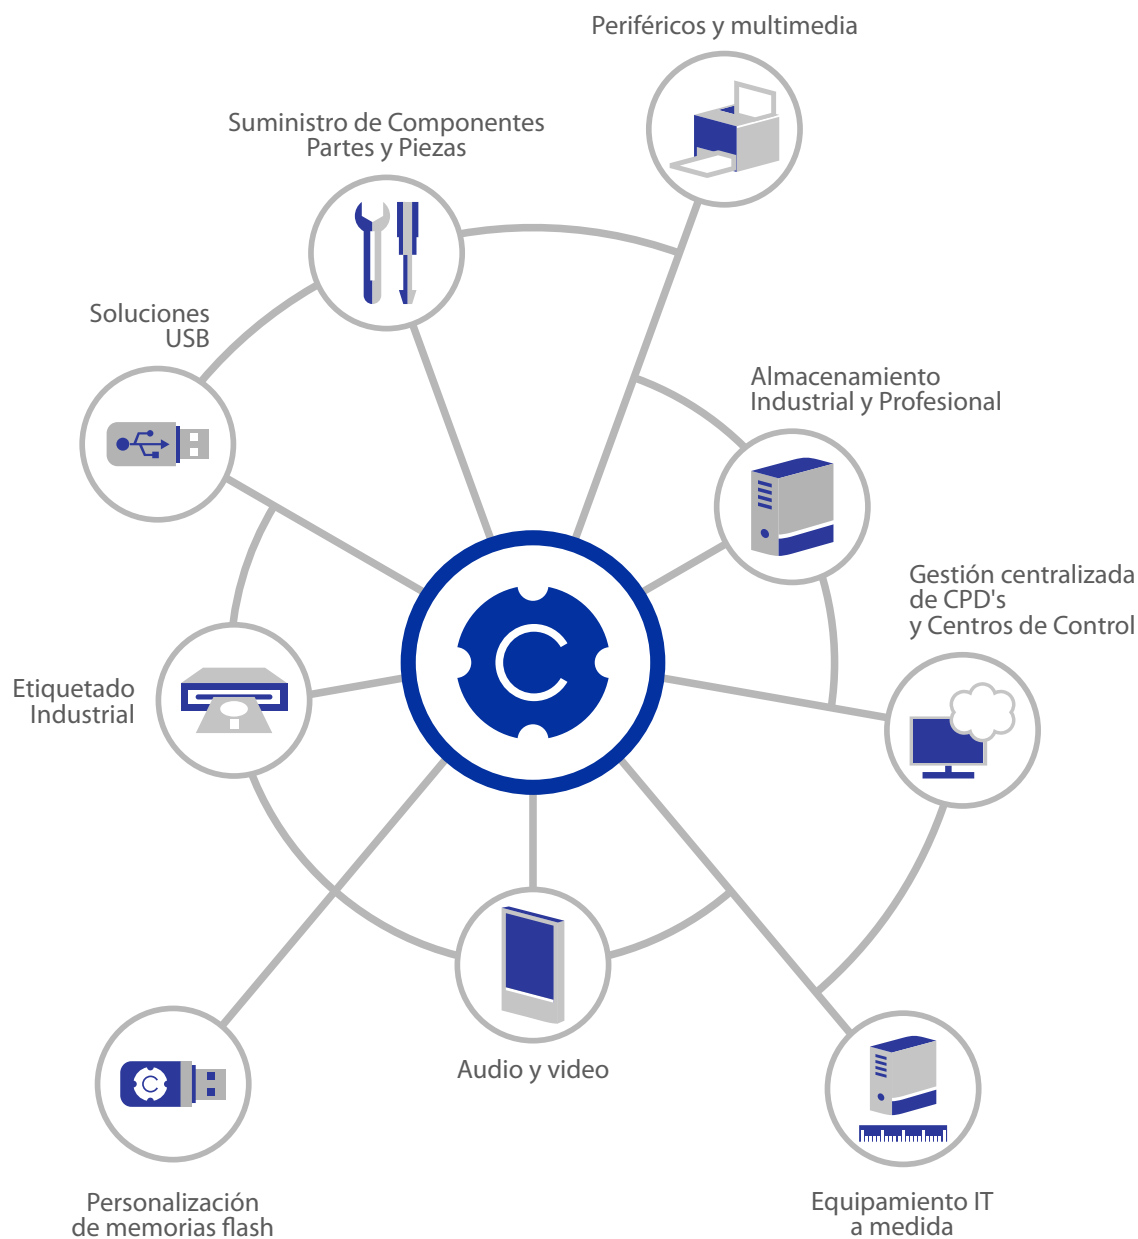 Periféricos y multimedia
Suministro de Componentes
Partes y Piezas
Soluciones
USB
Almacenamiento
Industrial y Profesional
Gestión centralizada
de CPD's
y Centros de Control
Etiquetado
Industrial
Audio y video
Personalización
de memorias flash
Equipamiento IT
a medida